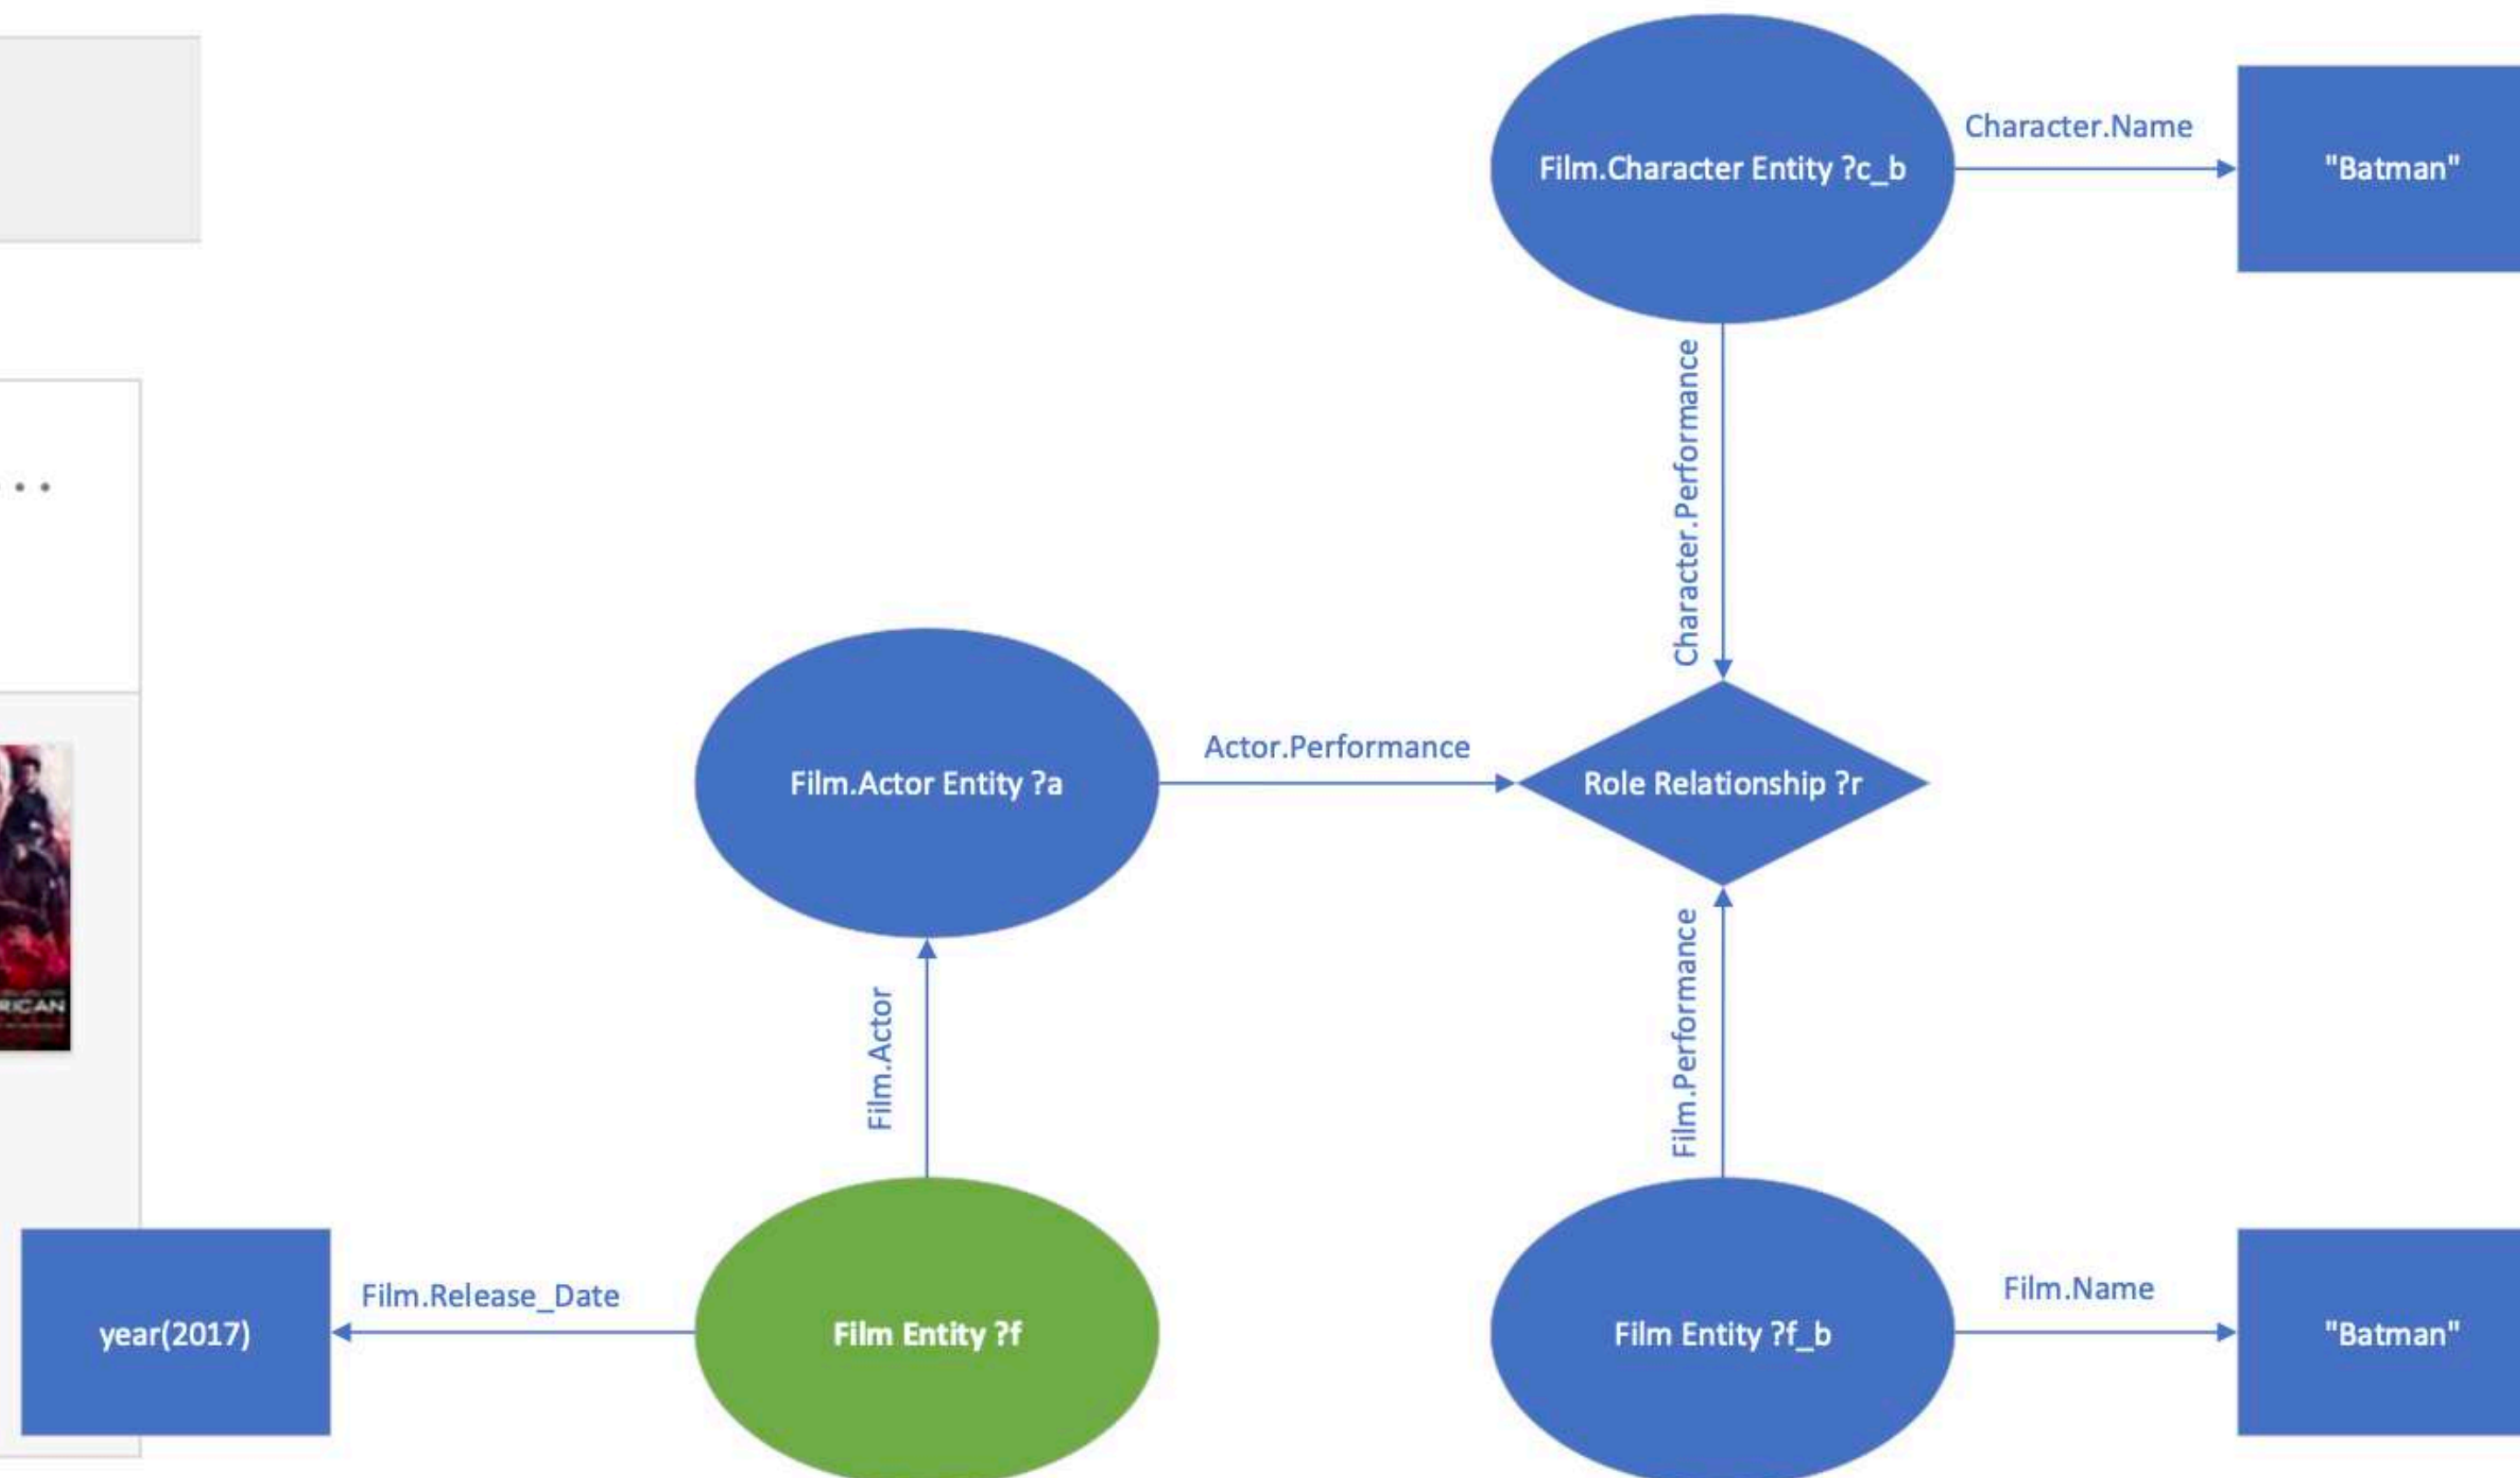 Film.Character Entity ?c_b
Character.Name
"Batman"
Character.Performance
Film.Actor Entity ?a
Actor.Performance
Role Relationship ?r
RICAN
Film.Actor
Film.Performance
year(2017)
Film.Release_Date
Film Entity ?f
Film Entity ?f_b
Film.Name
"Batman"